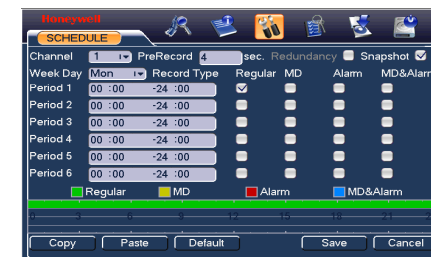 Honeywell
SCHEDULE
Channel 1 PreRecord 4 sec. Redundancy Snapshot
Week Day Mon Record Type Regular MD Alarm MD&Alarm
Period 1 00 :00 -24 :00
Period 2 00 :00 -24 :00
Period 3 00 :00 -24 :00
Period 4 00 :00 -24 :00
Period 5 00 :00 -24 :00
Period 6 00 :00 -24 :00
Regular MD Alarm MD&Alarm
0 3 6 9 12 15 18 21
Copy Paste Default Save Cancel